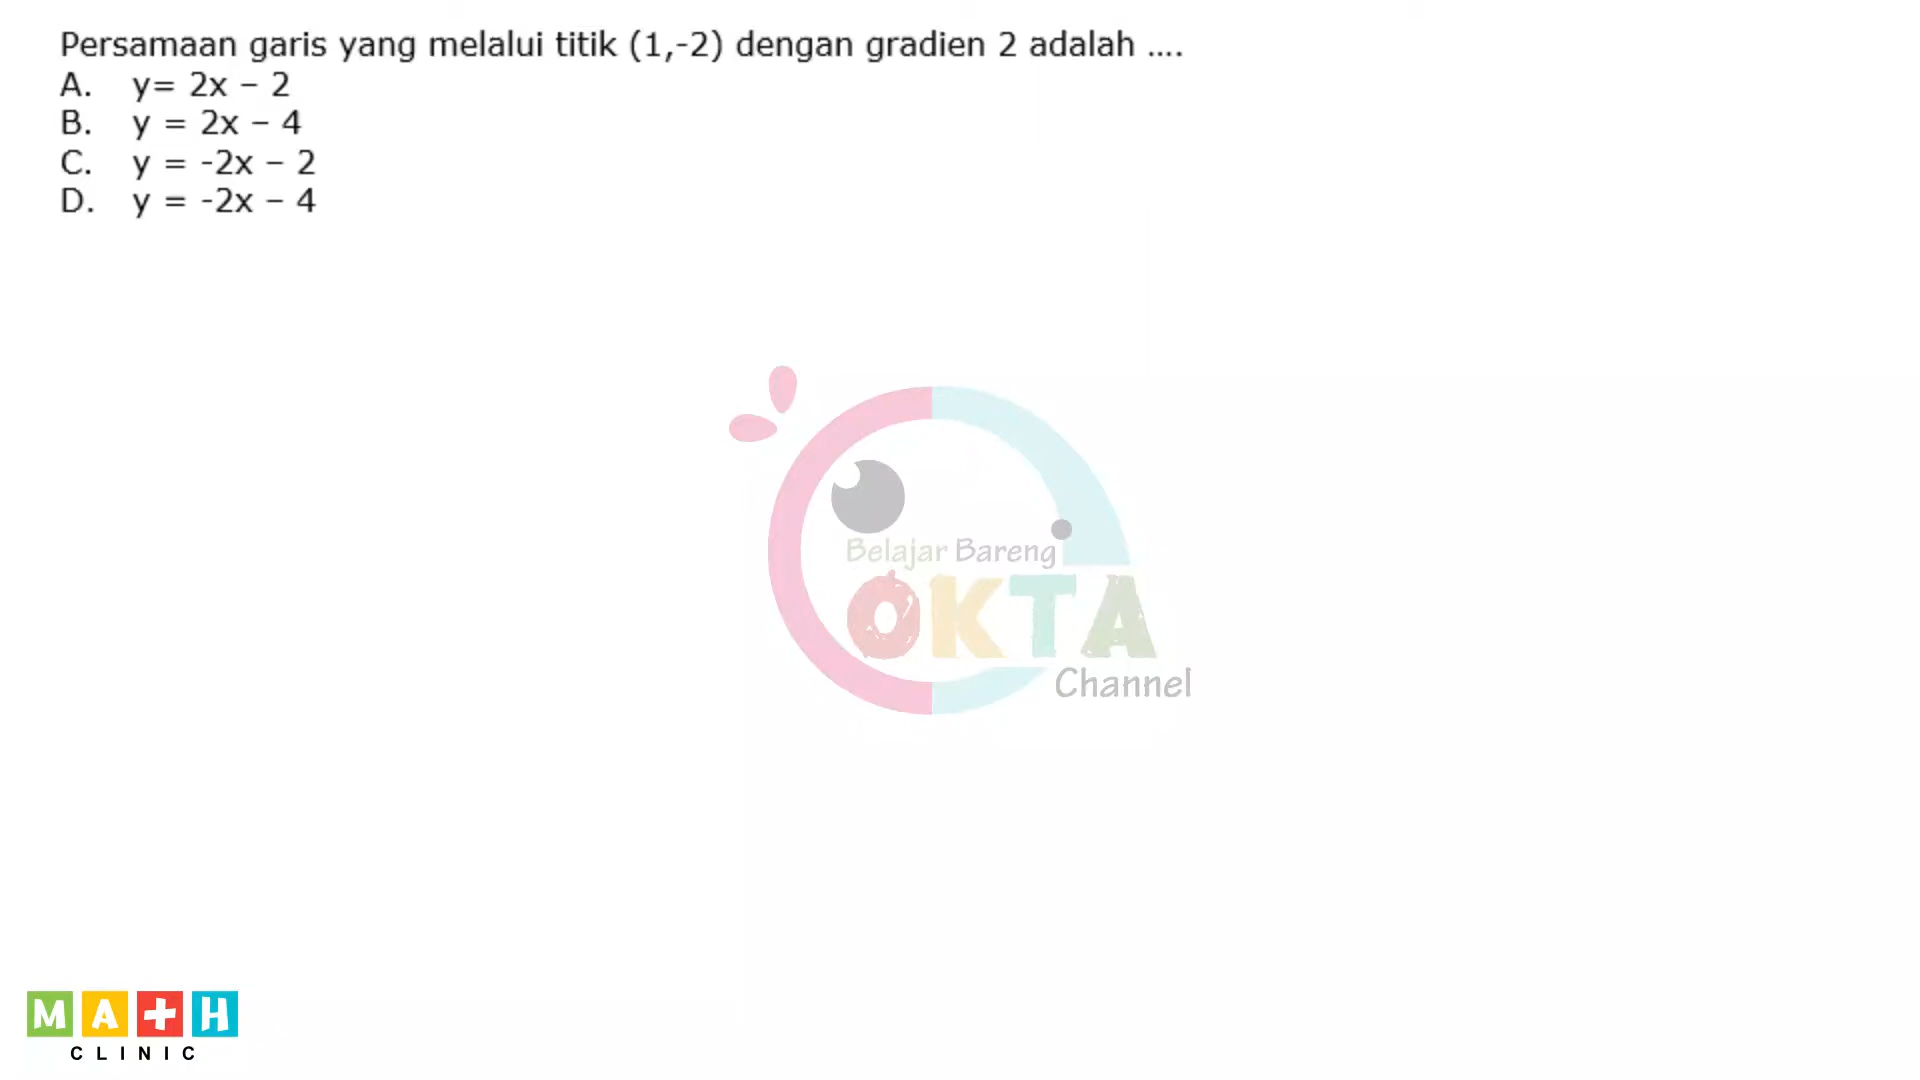 Persamaan garis yang melalui titik (1,-2) dengan gradien 2 adalah ....
A. y= 2x – 2
B. y = 2x – 4
C. y = -2x – 2
D. y = -2x – 4
Belajar Bareng
OKTA
Channel
MATH
CLINIC